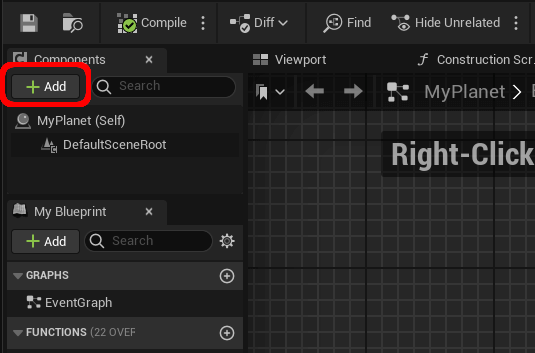 Compile
Diff
Find
Hide Unrelated
Components
Viewport
Construction Scr
+ Add
Search
MyPlanet
MyPlanet (Self)
DefaultSceneRoot
Right-Click
My Blueprint
+ Add
Search
GRAPHS
EventGraph
FUNCTIONS (22 OVER